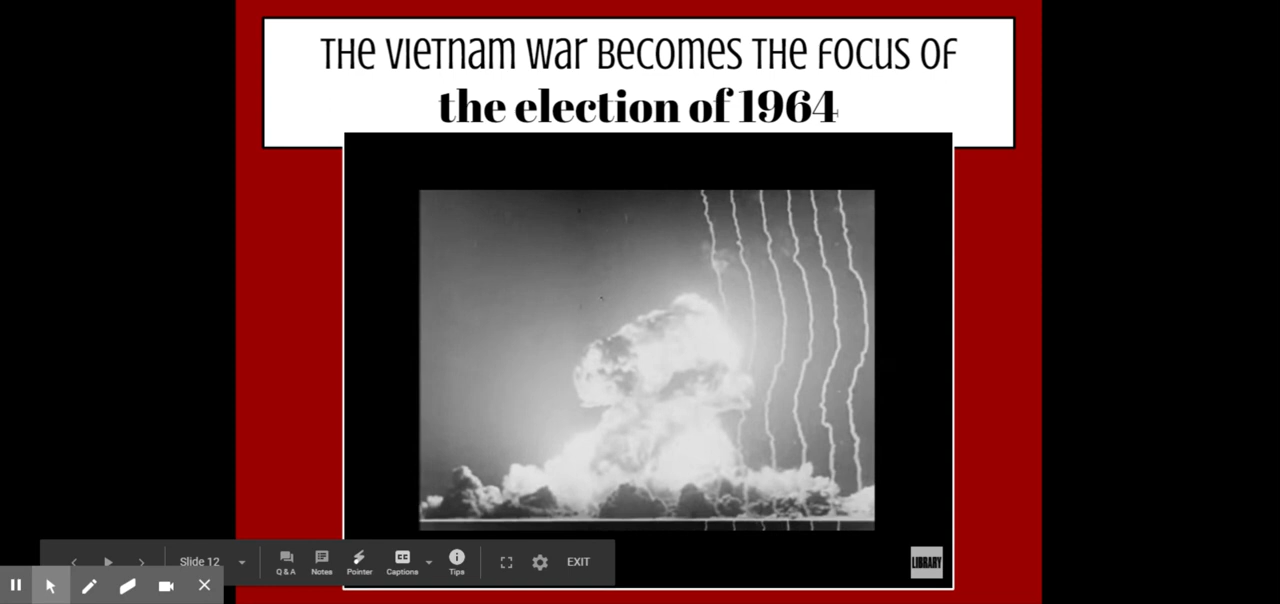 THE VIETNAM WAR BECOMES THE FOCUS OF
the election of 1964
LIBRARY
Slide 12
Q & A
Notes
Pointer
Captions
Tips
EXIT